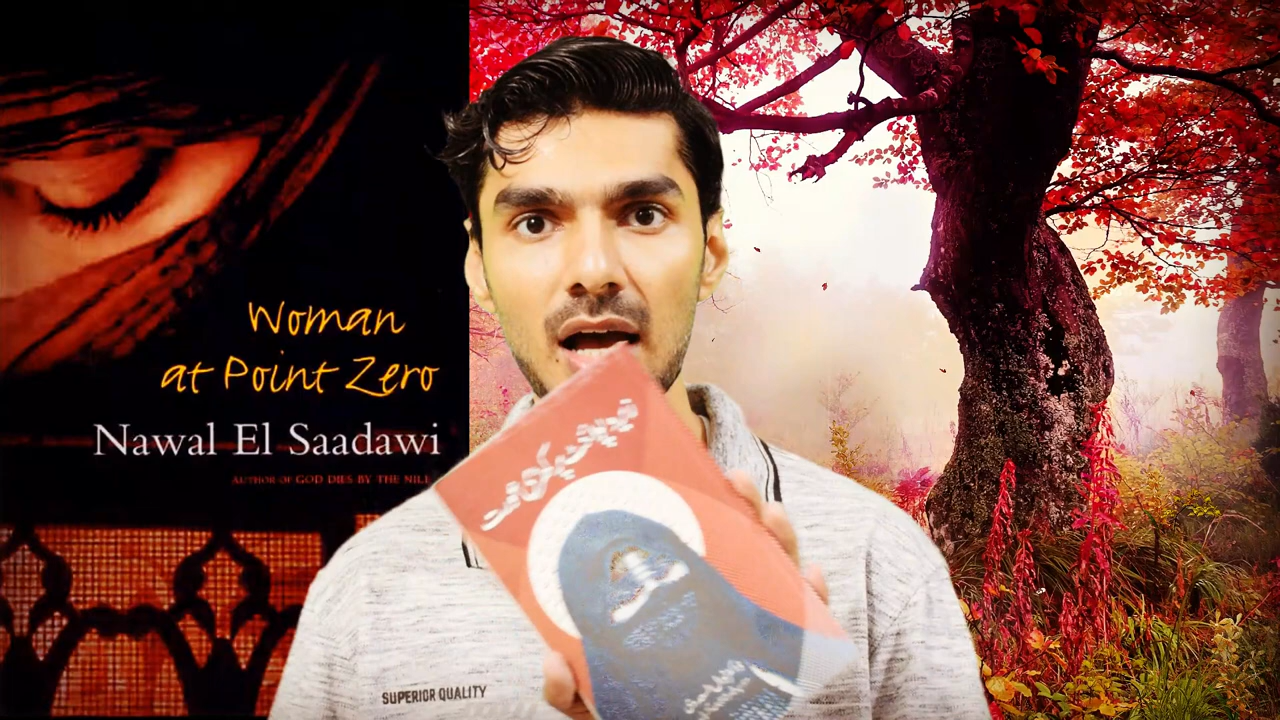 Woman
at Point Zero
Nawal El Saadawi
AUTHOR OF GOD DIES BY THE NILE
SUPERIOR QUALITY